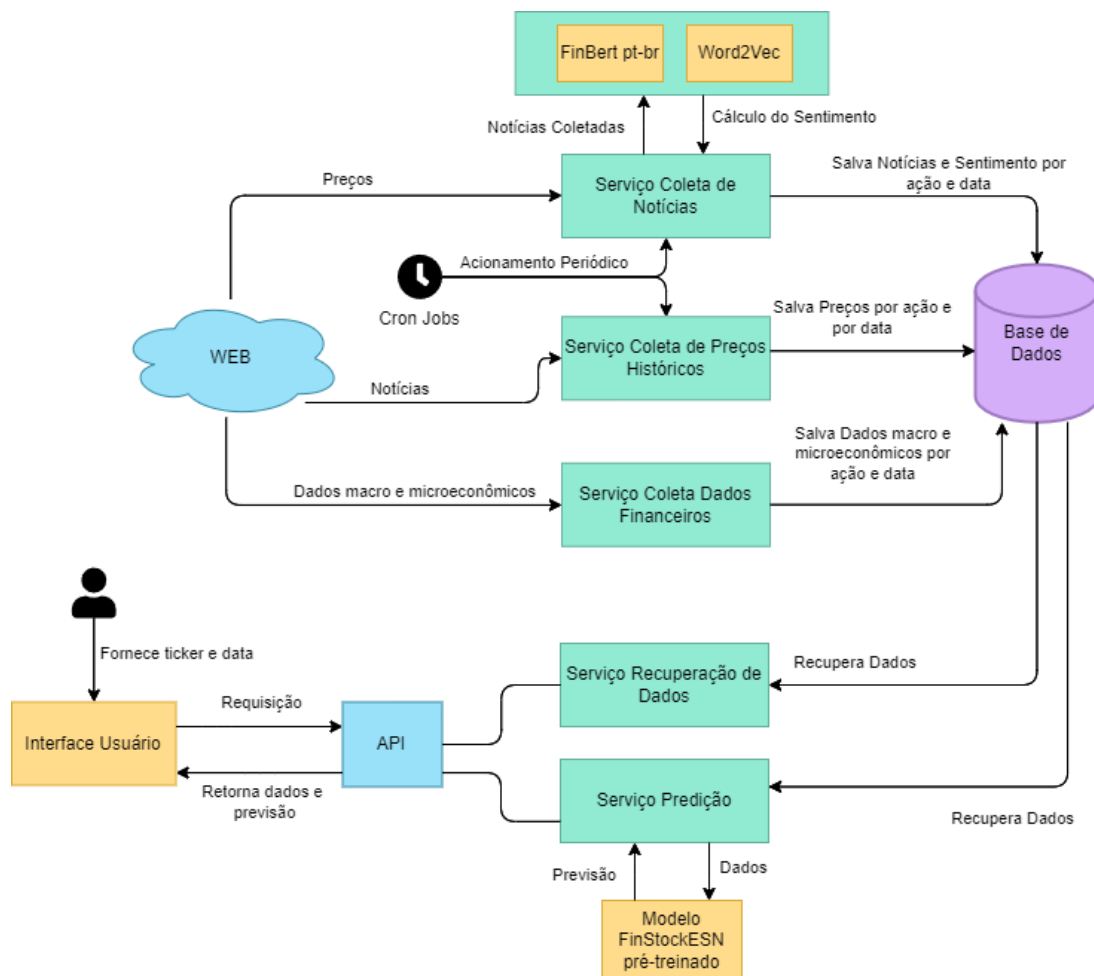 FinBert pt-br
Word2Vec
Notícias Coletadas
Cálculo do Sentimento
Preços
Serviço Coleta de
Notícias
Salva Notícias e Sentimento por
ação e data
Acionamento Periódico
Cron Jobs
WEB
Notícias
Serviço Coleta de Preços
Históricos
Salva Preços por ação e
por data
Base de
Dados
Dados macro e microeconômicos
Serviço Coleta Dados
Financeiros
Salva Dados macro e
microeconômicos por
ação e data
Fornece ticker e data
Interface Usuário
Requisição
Retorna dados e
previsão
API
Serviço Recuperação de
Dados
Recupera Dados
Serviço Predição
Recupera Dados
Previsão
Dados
Modelo
FinStockESN
pré-treinado